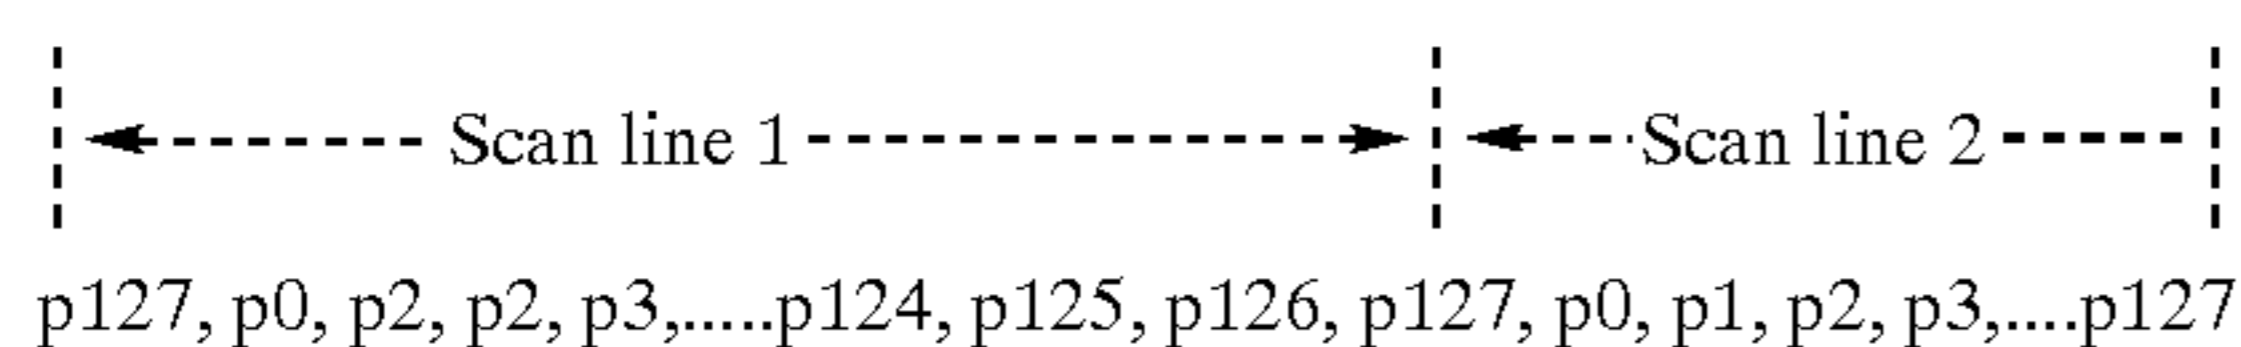 Scan line 1 Scan line 2
p127, p0, p2, p2, p3,.....p124, p125, p126, p127, p0, p1, p2, p3,....p127